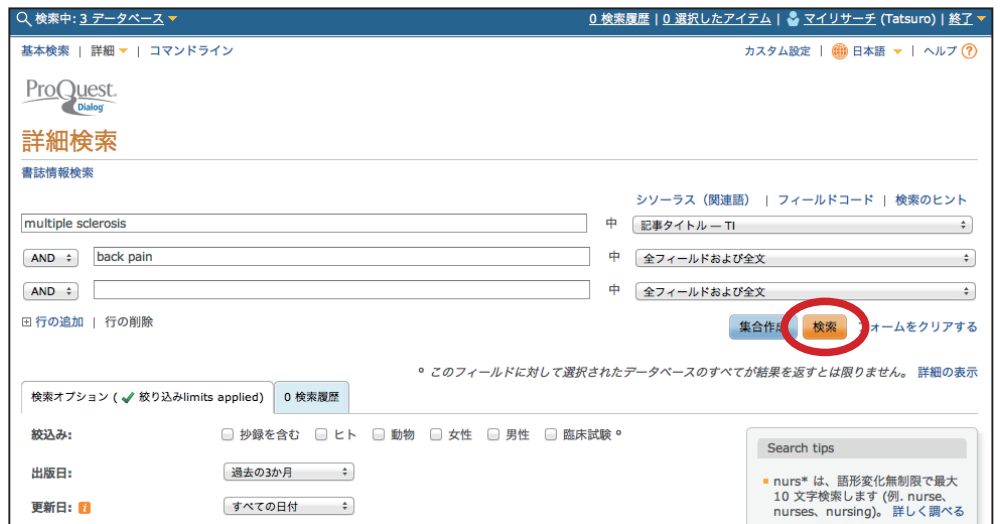 検索中: 3 データベース
0 検索履歴 | 0 選択したアイテム | マイリサーチ (Tatsuro) | 終了
基本検索 | 詳細 | コマンドライン
カスタム設定 | 日本語 | ヘルプ ?
ProQuest
Dialog
詳細検索
書誌情報検索
シソーラス（関連語） | フィールドコード | 検索のヒント
multiple sclerosis 中 記事タイトル — TI
AND back pain 中 全フィールドおよび全文
AND 中 全フィールドおよび全文
行の追加 | 行の削除
集合作成 検索 フォームをクリアする
° このフィールドに対して選択されたデータベースのすべてが結果を返すとは限りません。 詳細の表示
検索オプション ( ✔ 絞り込みlimits applied) 0 検索履歴
絞込み: 抄録を含む ヒト 動物 女性 男性 臨床試験 °
出版日: 過去の3か月
更新日: i すべての日付
Search tips
nurs* は、語形変化無制限で最大
10 文字検索します (例. nurse、
nurses、nursing)。 詳しく調べる